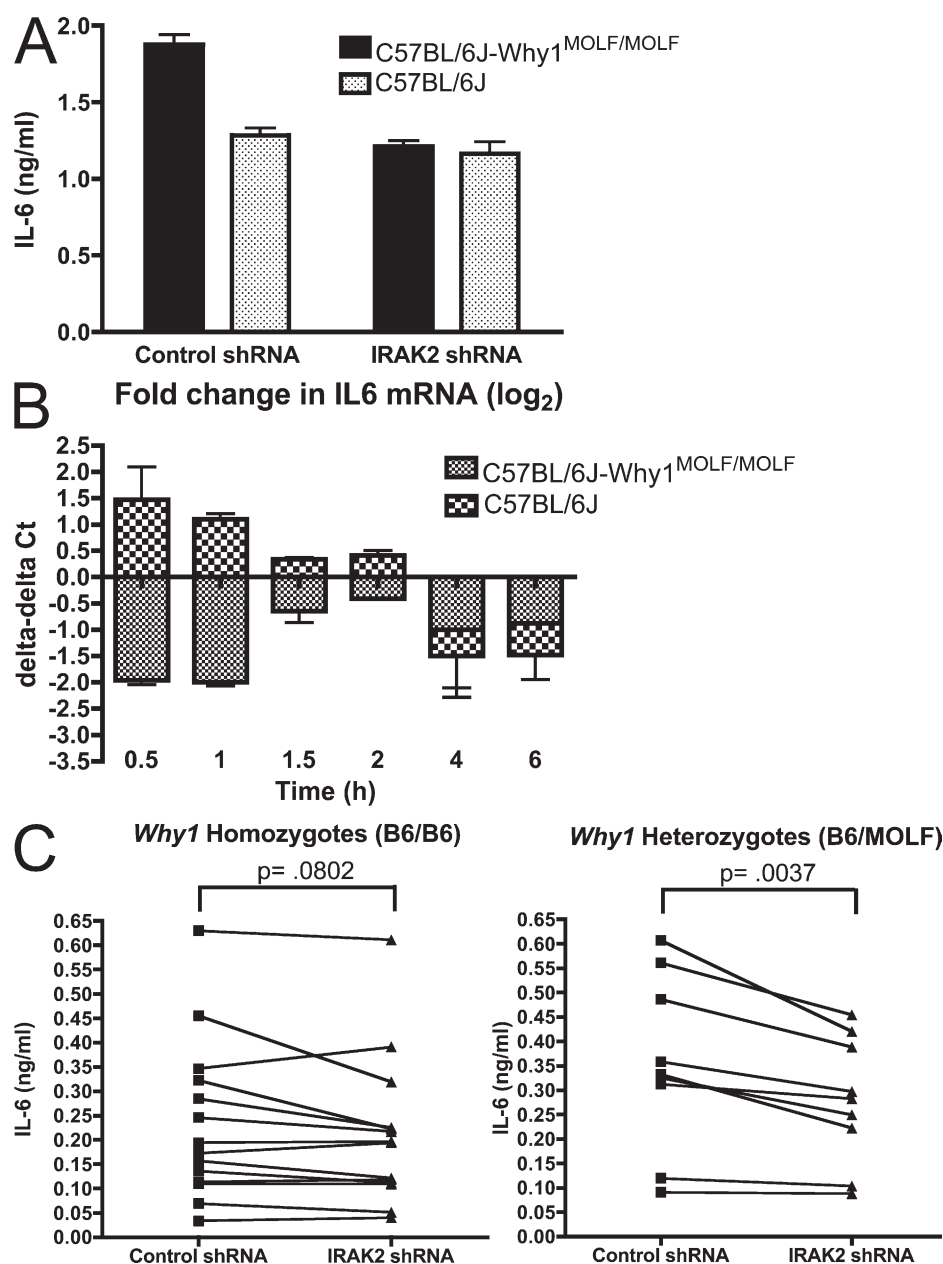 A
2.0
1.5
1.0
0.5
0.0
IL-6 (ng/ml)
C57BL/6J-Why1MOLF/MOLF
C57BL/6J
Control shRNA IRAK2 shRNA
B
Fold change in IL6 mRNA (log2)
2.5
2.0
1.5
1.0
0.5
0.0
-0.5
-1.0
-1.5
-2.0
-2.5
-3.0
-3.5
delta-delta Ct
C57BL/6J-Why1MOLF/MOLF
C57BL/6J
0.5 1 1.5 2 4 6
Time (h)
C
Why1 Homozygotes (B6/B6)
p= .0802
0.65
0.60
0.55
0.50
0.45
0.40
0.35
0.30
0.25
0.20
0.15
0.10
0.05
0.00
IL-6 (ng/ml)
Control shRNA IRAK2 shRNA
Why1 Heterozygotes (B6/MOLF)
p= .0037
0.65
0.60
0.55
0.50
0.45
0.40
0.35
0.30
0.25
0.20
0.15
0.10
0.05
0.00
IL-6 (ng/ml)
Control shRNA IRAK2 shRNA